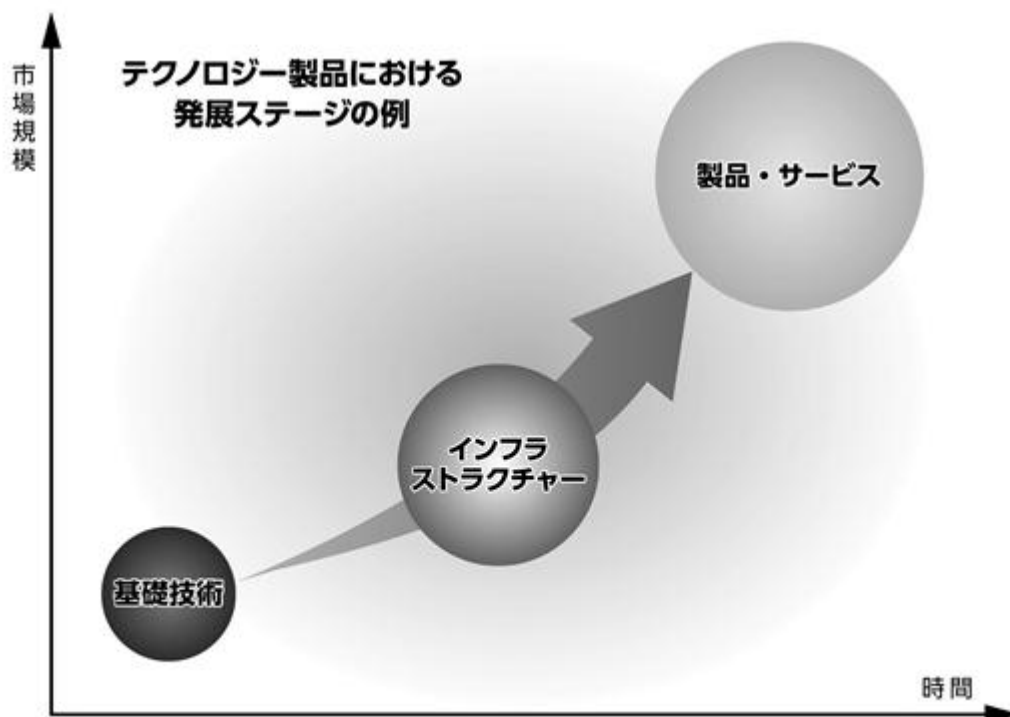 市場規模
テクノロジー製品における
発展ステージの例
製品・サービス
インフラ
ストラクチャー
基礎技術
時間